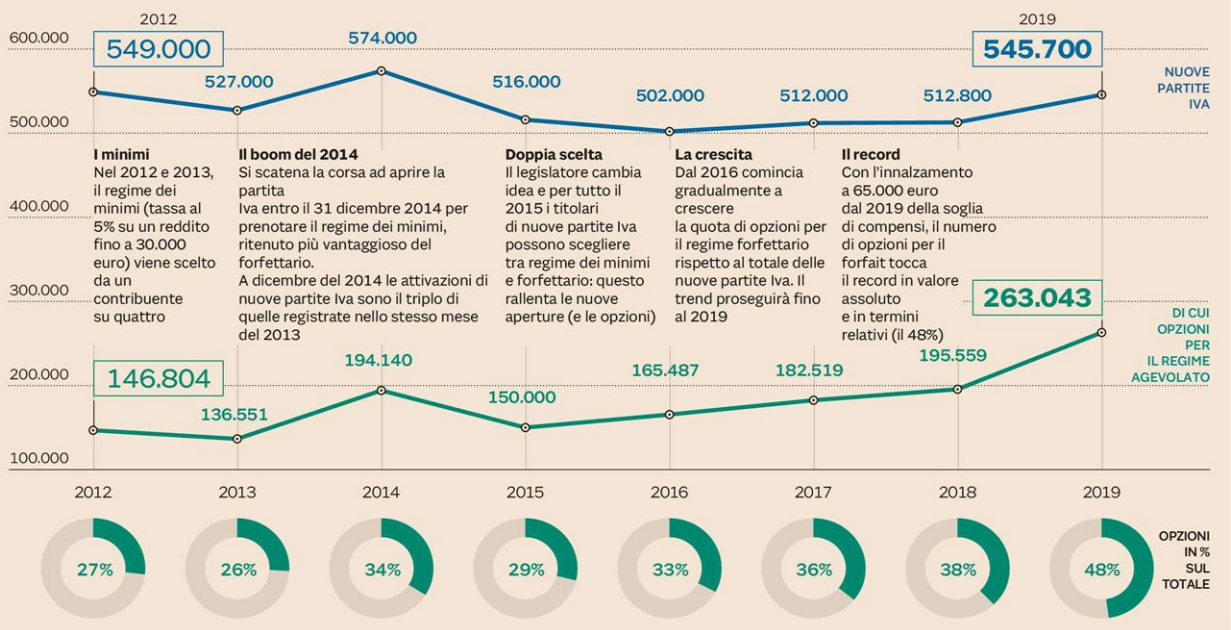 2012
2019
600.000
549.000
527.000
574.000
516.000
502.000
512.000
512.800
545.700
NUOVE
PARTITE
IVA
500.000
I minimi
Nel 2012 e 2013,
il regime dei
minimi (tassa al
5% su un reddito
fino a 30.000
euro) viene scelto
da un
contribuente
su quattro
Il boom del 2014
Si scatena la corsa ad aprire la
partita
Iva entro il 31 dicembre 2014 per
prenotare il regime dei minimi,
ritenuto più vantaggioso del
forfettario.
A dicembre del 2014 le attivazioni di
nuove partite Iva sono il triplo di
quelle registrate nello stesso mese
del 2013
Doppia scelta
Il legislatore cambia
idea e per tutto il
2015 i titolari
di nuove partite Iva
possono scegliere
tra regime dei minimi
e forfettario: questo
rallenta le nuove
aperture (e le opzioni)
La crescita
Dal 2016 comincia
gradualmente a
crescere
la quota di opzioni per
il regime forfettario
rispetto al totale delle
nuove partite Iva. Il
trend proseguirà fino
al 2019
Il record
Con l'innalzamento
a 65.000 euro
dal 2019 della soglia
di compensi, il numero
di opzioni per il
forfait tocca
il record in valore
assoluto
e in termini
relativi (il 48%)
400.000
300.000
200.000
100.000
146.804
136.551
194.140
150.000
165.487
182.519
195.559
263.043
DI CUI
OPZIONI
PER
IL REGIME
AGEVOLATO
2012
2013
2014
2015
2016
2017
2018
2019
27%
26%
34%
29%
33%
36%
38%
48%
OPZIONI
IN %
SUL
TOTALE